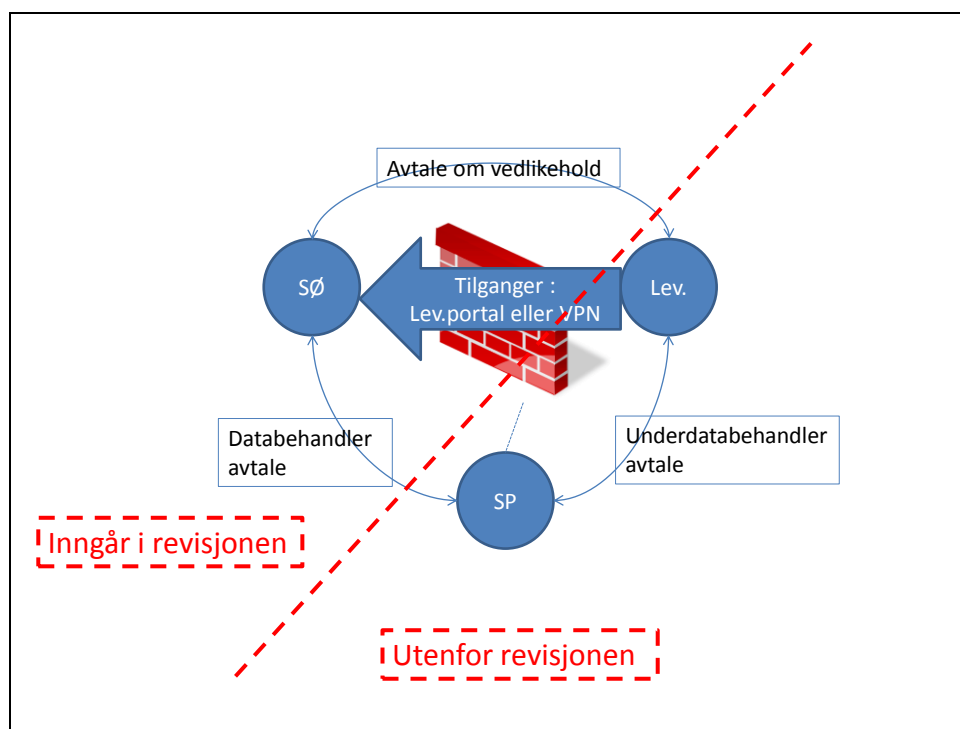 Avtale om vedlikehold
SØ
Tilganger :
Lev.portal eller VPN
Lev.
Databehandler
avtale
Underdatabehandler
avtale
SP
Inngår i revisjonen
Utenfor revisjonen